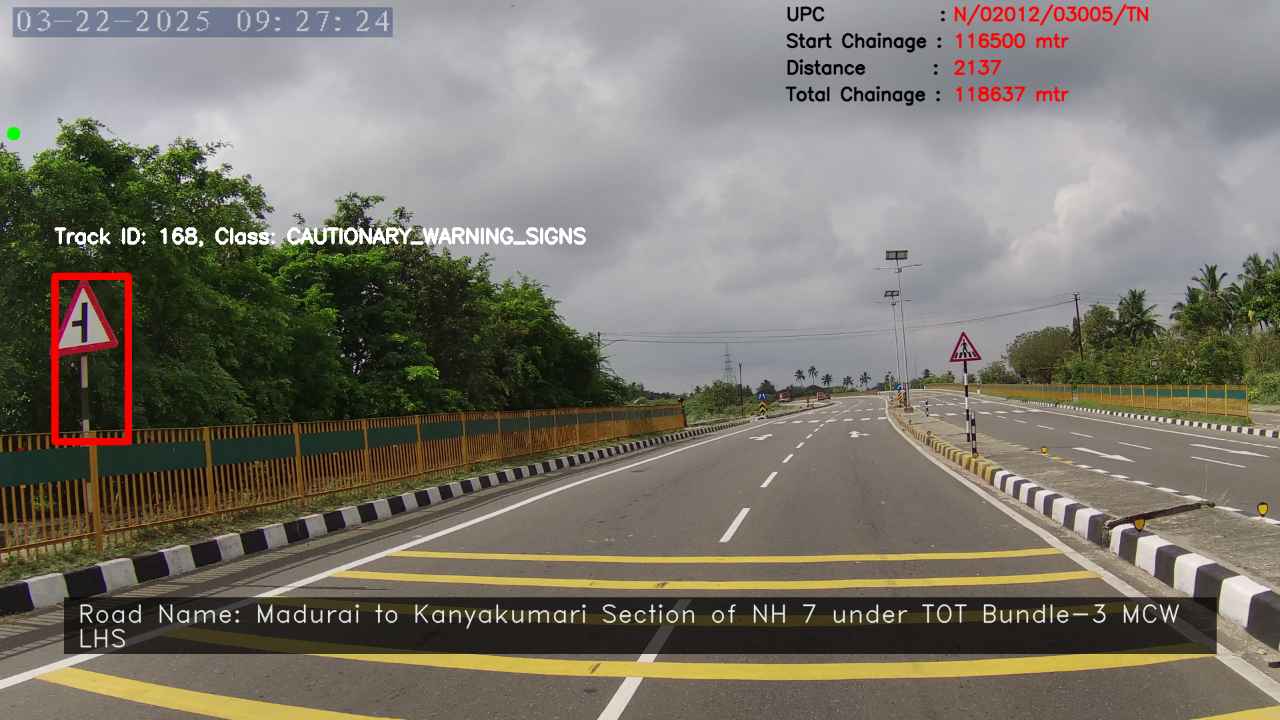 03-22-2025 09:27:24
UPC : N/02012/03005/TN
Start Chainage : 116500 mtr
Distance : 2137
Total Chainage : 118637 mtr
Track ID: 168, Class: CAUTIONARY_WARNING_SIGNS
Road Name: Madurai to Kanyakumari Section of NH 7 under TOT Bundle-3 MCW
LHS